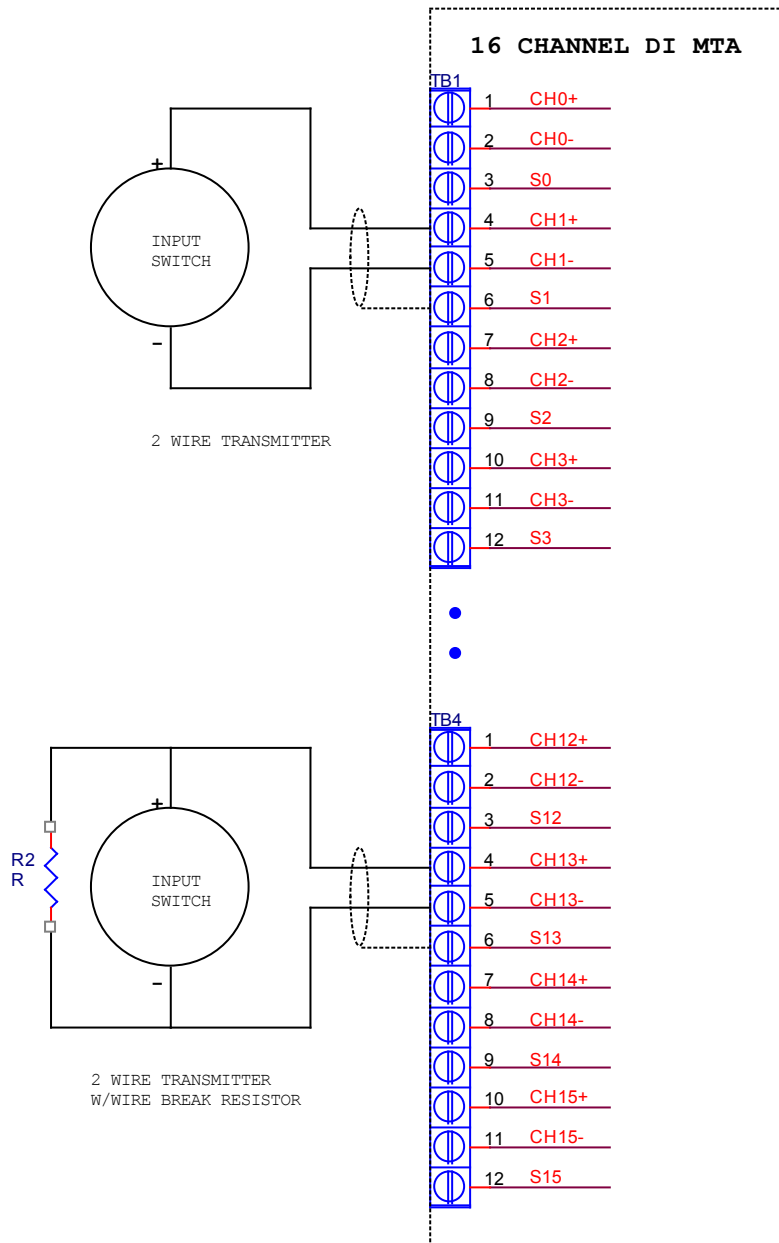 16 CHANNEL DI MTA
TB1
1 CH0+
2 CH0-
3 S0
4 CH1+
5 CH1-
6 S1
7 CH2+
8 CH2-
9 S2
10 CH3+
11 CH3-
12 S3
+
INPUT
SWITCH
-
2 WIRE TRANSMITTER
TB4
1 CH12+
2 CH12-
3 S12
4 CH13+
5 CH13-
6 S13
7 CH14+
8 CH14-
9 S14
10 CH15+
11 CH15-
12 S15
R2
R
+
INPUT
SWITCH
-
2 WIRE TRANSMITTER
W/WIRE BREAK RESISTOR